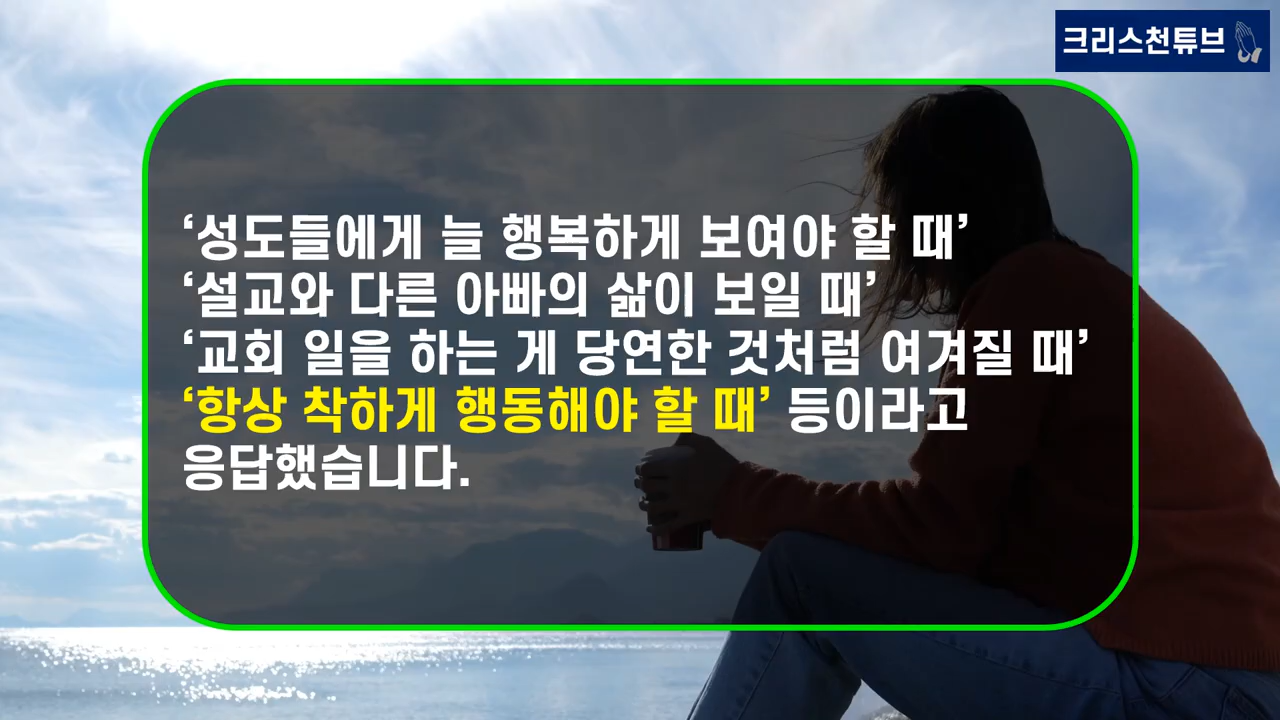 크리스천튜브
‘성도들에게 늘 행복하게 보여야 할 때’
‘설교와 다른 아빠의 삶이 보일 때’
‘교회 일을 하는 게 당연한 것처럼 여겨질 때’
‘항상 착하게 행동해야 할 때’ 등이라고
응답했습니다.